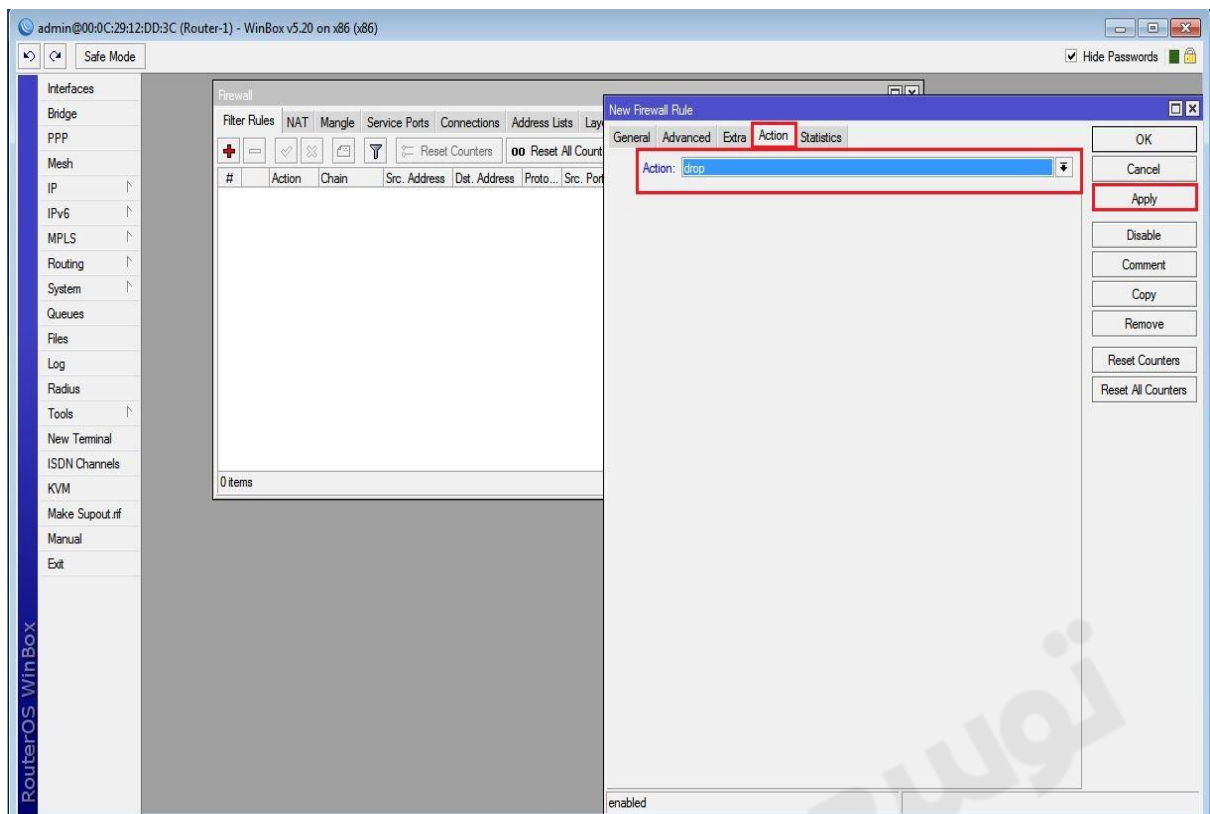 admin@00:0C:29:12:DD:3C (Router-1) - WinBox v5.20 on x86 (x86)
Safe Mode
Hide Passwords
Interfaces
Bridge
PPP
Mesh
IP
IPv6
MPLS
Routing
System
Queues
Files
Log
Radius
Tools
New Terminal
ISDN Channels
KVM
Make Supout.rif
Manual
Exit
RouterOS WinBox
Firewall
Filter Rules NAT Mangle Service Ports Connections Address Lists Lay
Reset Counters 00 Reset All Count
# Action Chain Src. Address Dst. Address Proto... Src. Port
0 items
New Firewall Rule
General Advanced Extra Action Statistics
Action: drop
OK
Cancel
Apply
Disable
Comment
Copy
Remove
Reset Counters
Reset All Counters
enabled